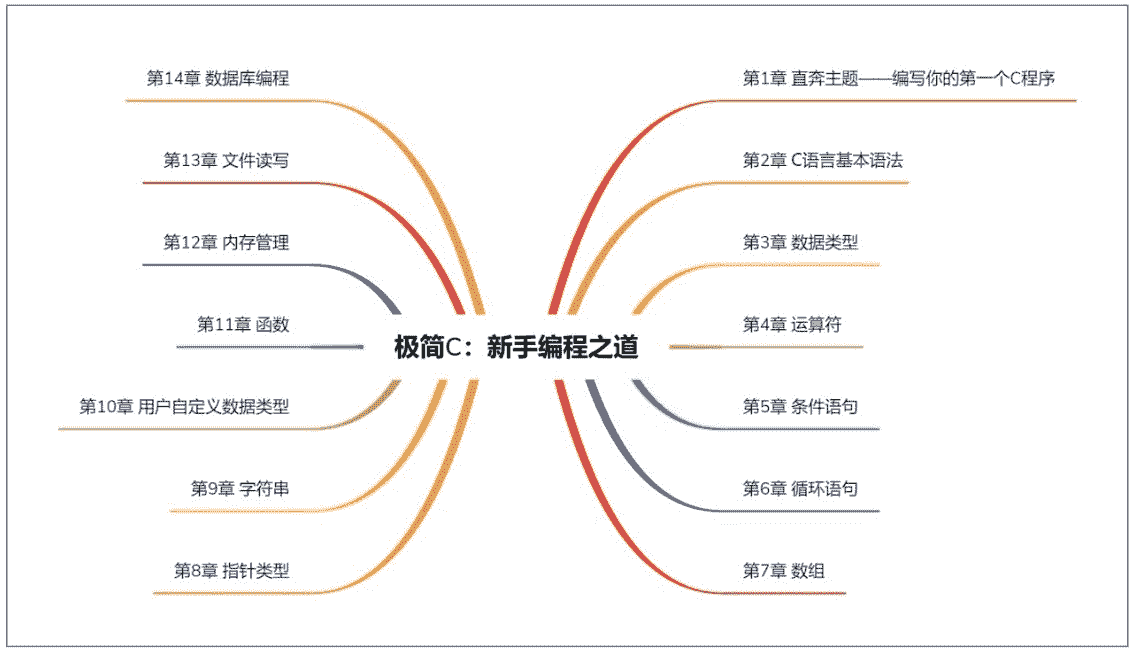 极简C：新手编程之道
第1章 直奔主题——编写你的第一个C程序
第2章 C语言基本语法
第3章 数据类型
第4章 运算符
第5章 条件语句
第6章 循环语句
第7章 数组
第8章 指针类型
第9章 字符串
第10章 用户自定义数据类型
第11章 函数
第12章 内存管理
第13章 文件读写
第14章 数据库编程